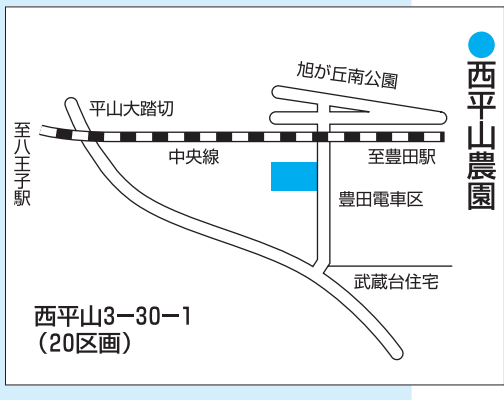 西平山農園
旭が丘南公園
平山大踏切
至八王子駅
中央線
至豊田駅
豊田電車区
武蔵台住宅
西平山3−30−1
（20区画）